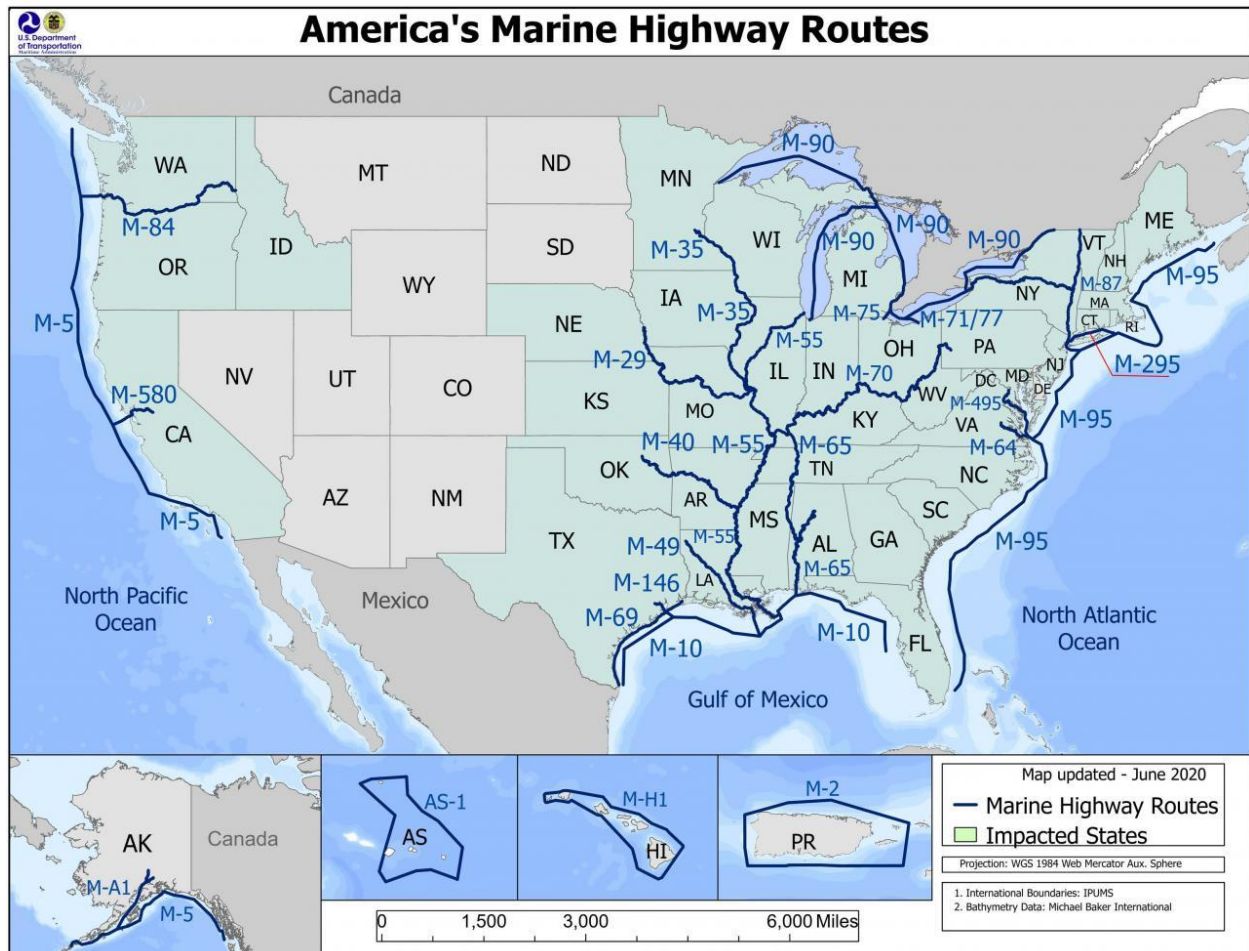 U.S. Department
of Transportation
Maritime Administration
America's Marine Highway Routes
Canada
M-90
WA
MT
ND
MN
ME
M-84
ID
M-35
WI
M-90
M-90
M-90
VT
NH
OR
SD
MI
M-87
M-95
WY
IA
NY
MA
M-5
NE
M-35
M-75
M-71/77
CT
RI
M-55
PA
M-29
OH
NJ
M-295
NV
UT
CO
IL
IN
M-70
DC
MD
DE
M-580
KS
MO
WV
M-495
M-95
CA
KY
VA
M-40
M-55
M-65
M-64
OK
TN
NC
AZ
NM
AR
SC
M-5
TX
M-55
MS
AL
GA
M-95
M-49
M-65
North Pacific
Ocean
Mexico
M-146
LA
M-69
North Atlantic
Ocean
M-10
M-10
FL
Gulf of Mexico
AK
Canada
M-A1
M-5
AS-1
AS
M-H1
HI
M-2
PR
Map updated - June 2020
Marine Highway Routes
Impacted States
Projection: WGS 1984 Web Mercator Aux. Sphere
1. International Boundaries: IPUMS
2. Bathymetry Data: Michael Baker International
0 1,500 3,000 6,000 Miles